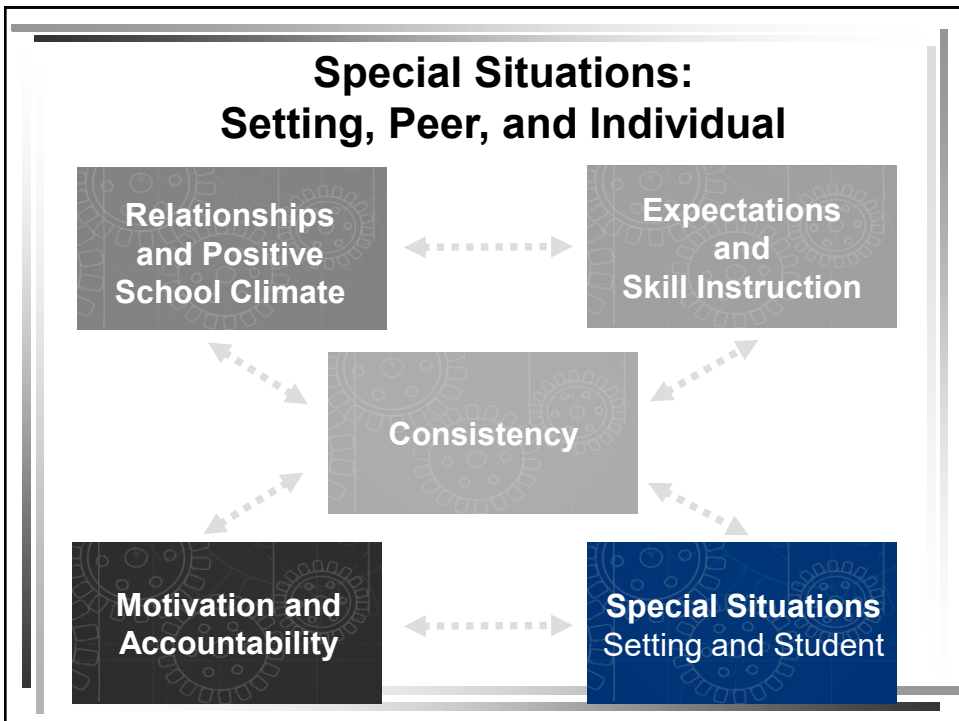 Special Situations:
Setting, Peer, and Individual
Relationships
and Positive
School Climate
Expectations
and
Skill Instruction
Consistency
Motivation and
Accountability
Special Situations
Setting and Student